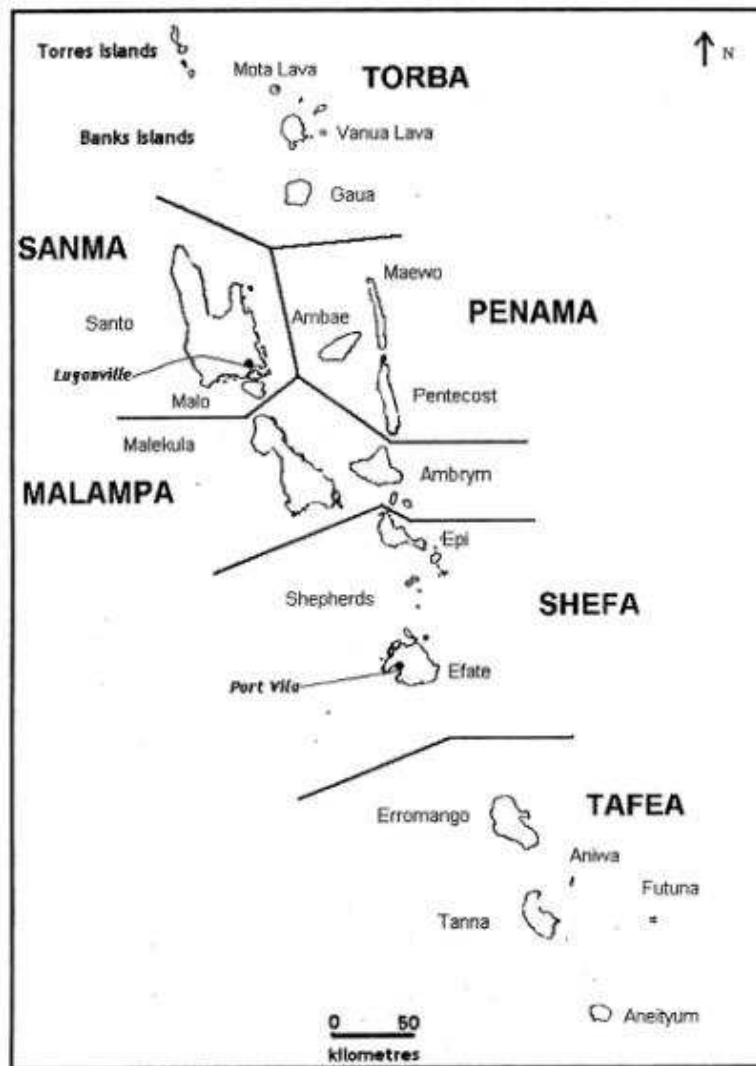 Torres Islands
N
Mota Lava
TORBA
Banks Islands
Vanua Lava
Gaua
SANMA
Maewo
Santo
Ambae
PENAMA
Luganville
Malo
Pentecost
Malekula
Ambrym
MALAMPA
Epi
Shepherds
SHEFA
Efate
Port Vila
Erromango
TAFEA
Aniwa
Futuna
Tanna
Aneityum
0 50
kilometres